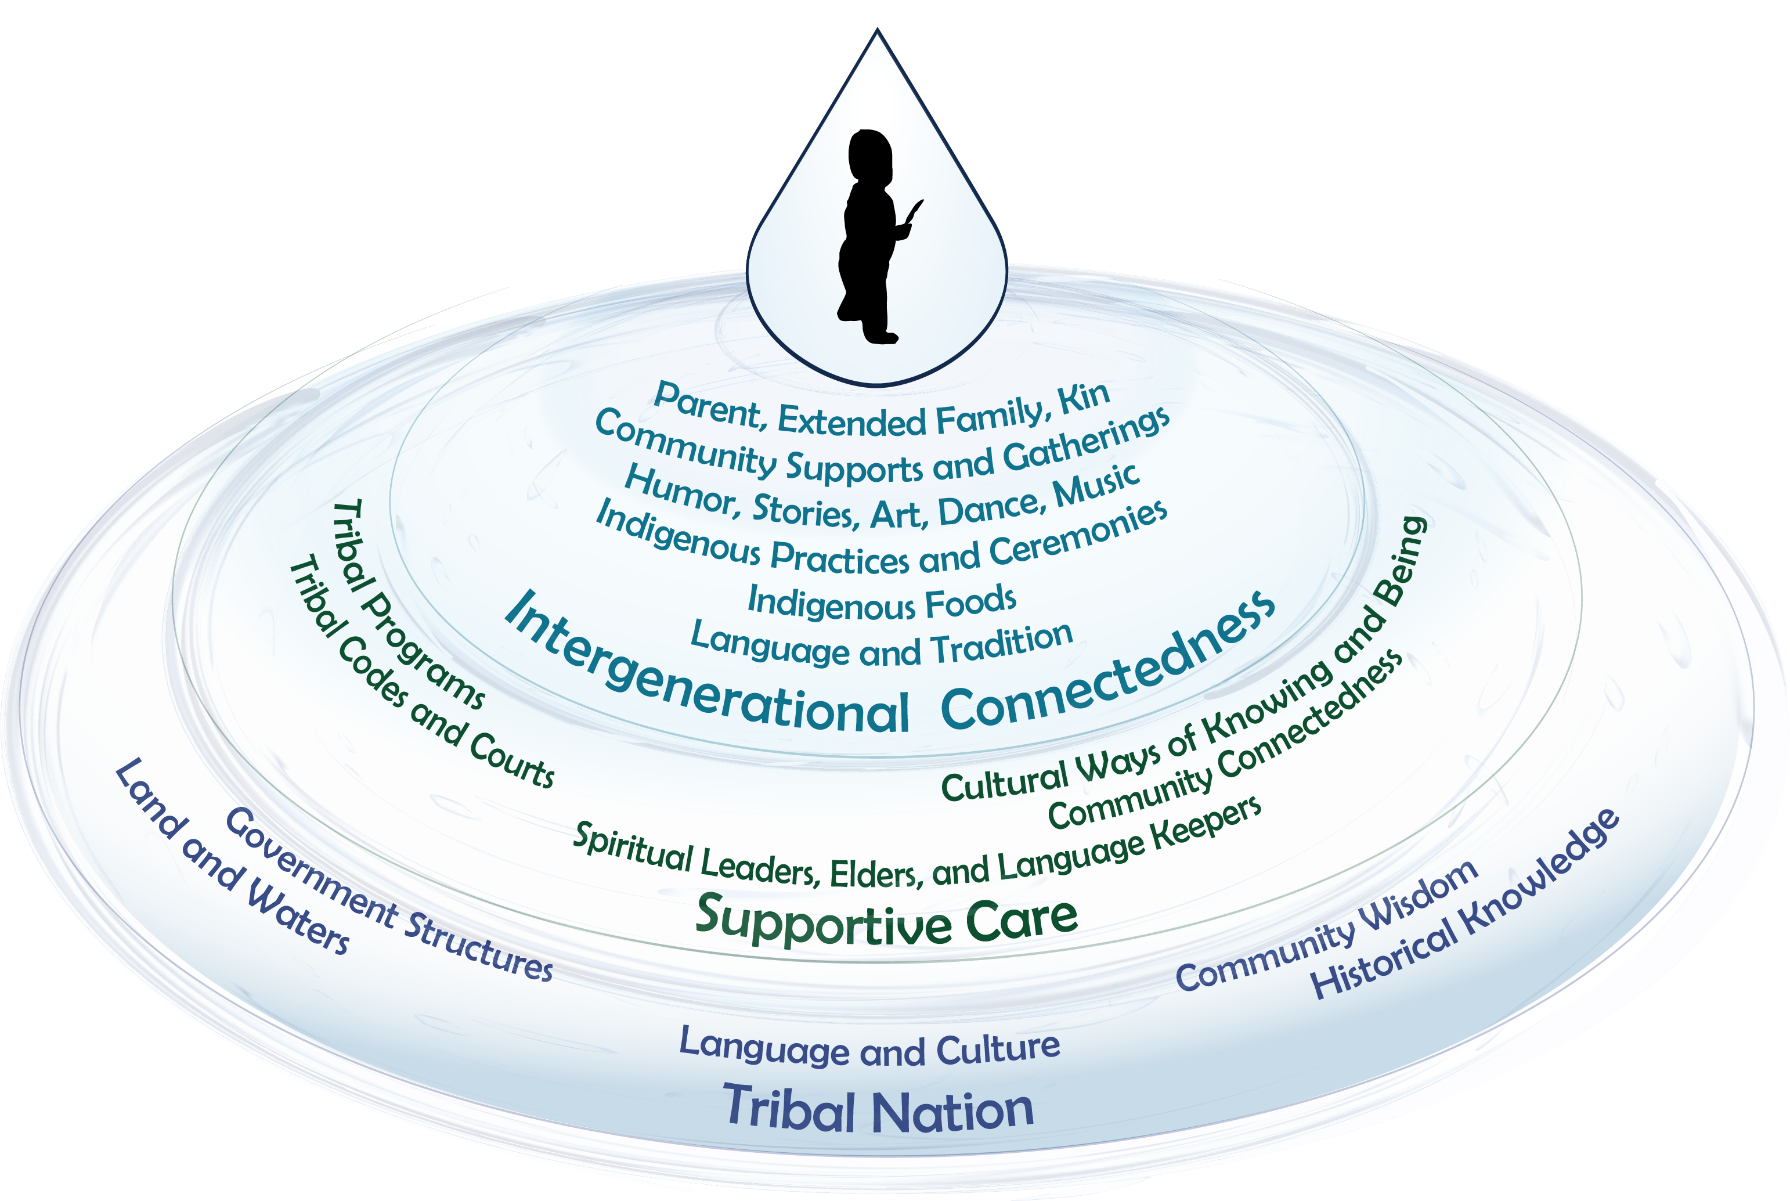 Parent, Extended Family, Kin
Community Supports and Gatherings
Humor, Stories, Art, Dance, Music
Indigenous Practices and Ceremonies
Indigenous Foods
Language and Tradition
Intergenerational Connectedness
Tribal Programs
Tribal Codes and Courts
Cultural Ways of Knowing and Being
Community Connectedness
Spiritual Leaders, Elders, and Language Keepers
Supportive Care
Government Structures
Land and Waters
Community Wisdom
Historical Knowledge
Language and Culture
Tribal Nation